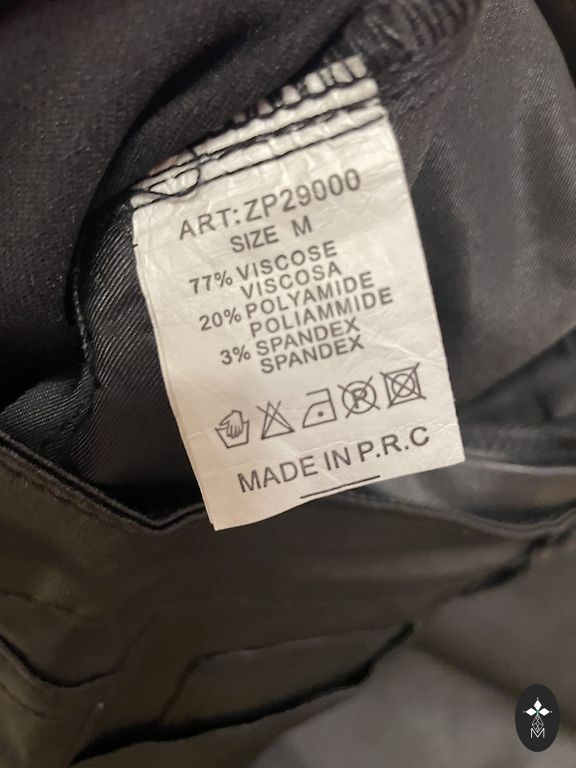 ART:ZP29000
SIZE M
77% VISCOSE
VISCOSA
20% POLYAMIDE
POLIAMMIDE
3% SPANDEX
SPANDEX
P
MADE IN P.R.C
M